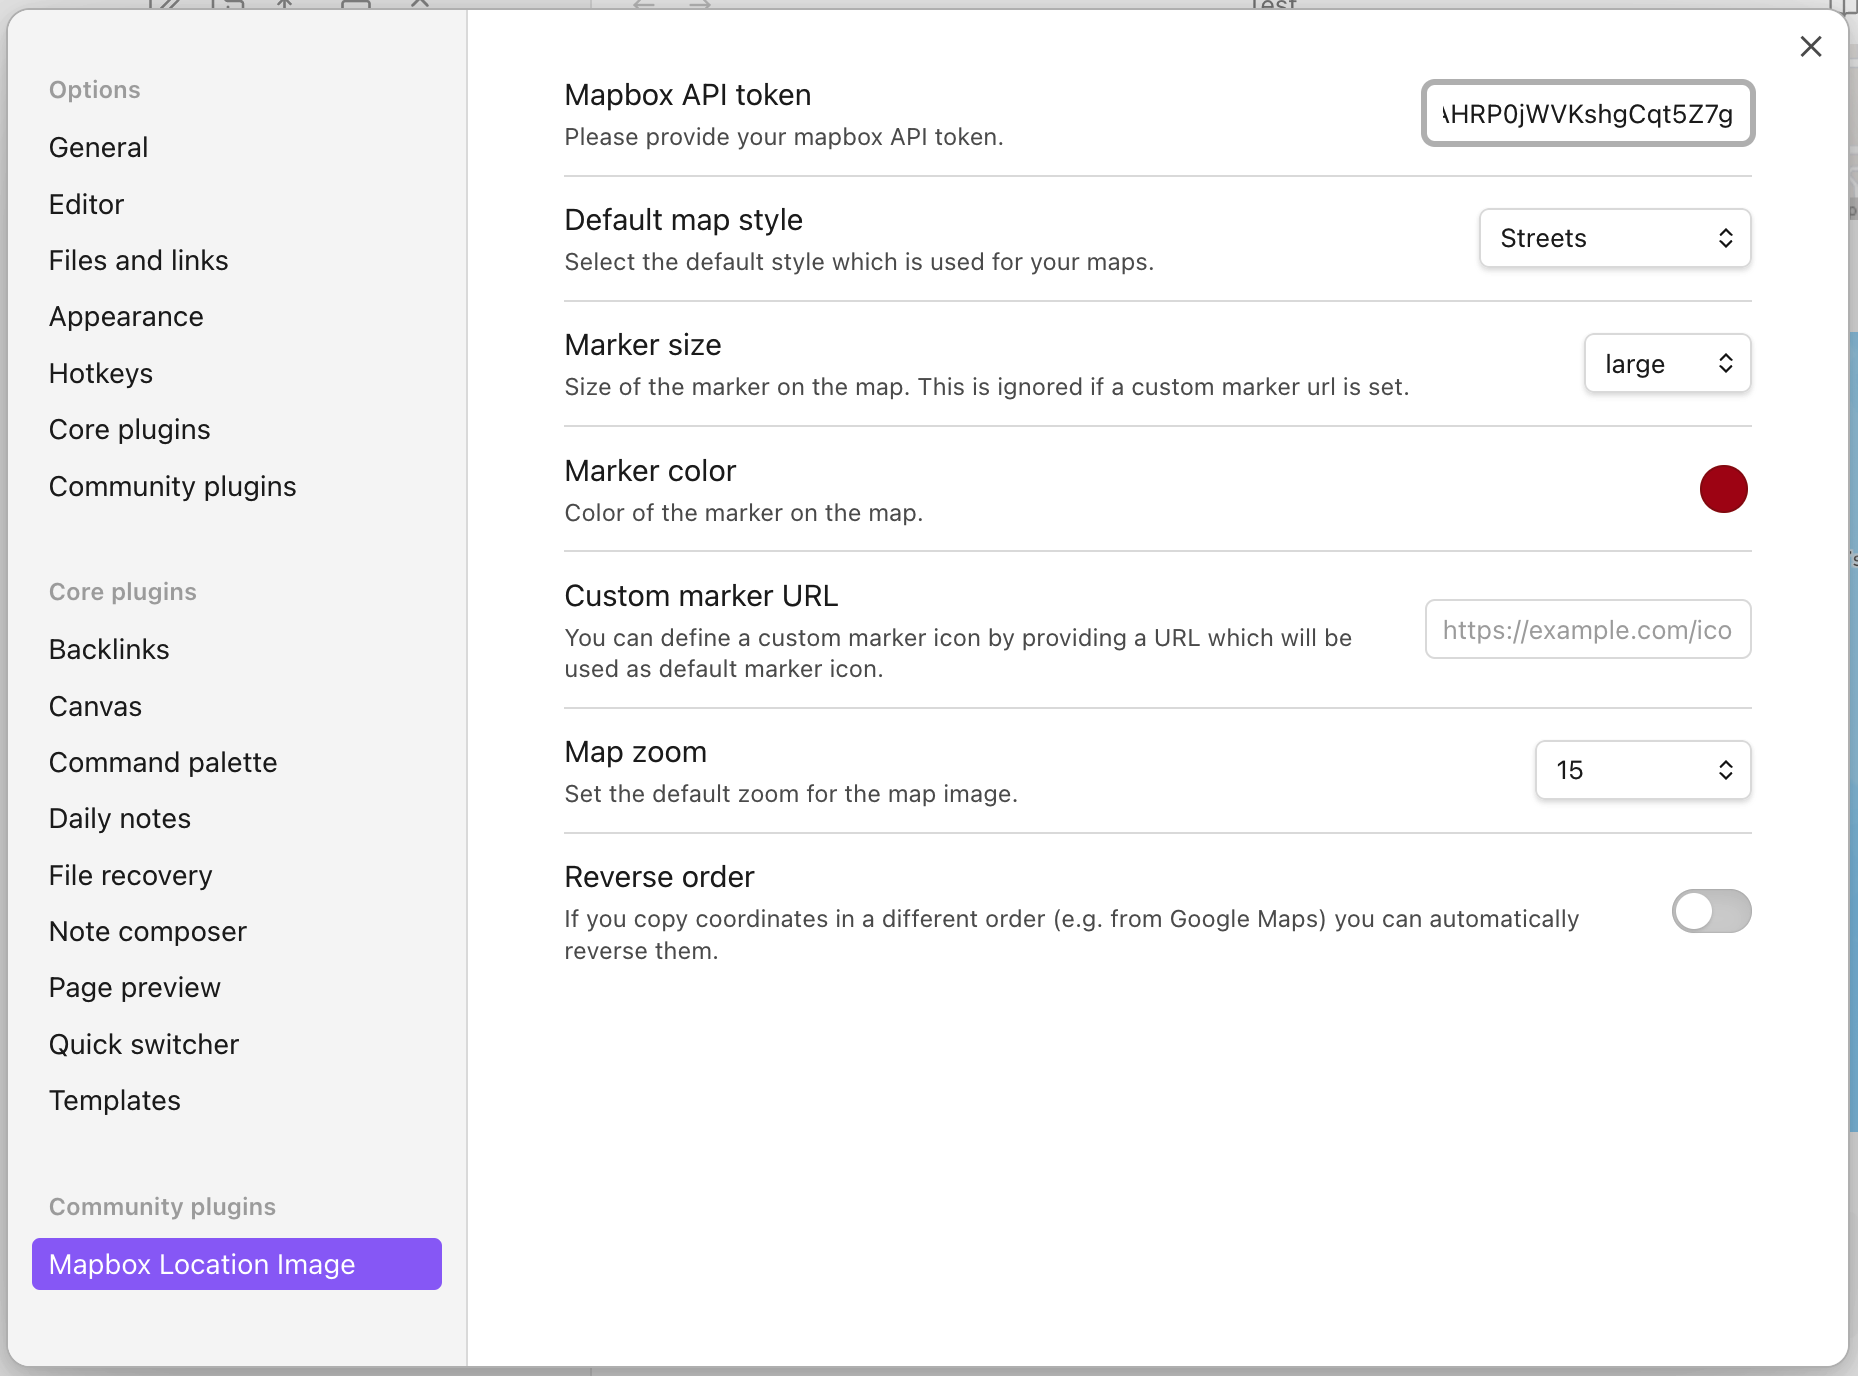 Test
Options
General
Editor
Files and links
Appearance
Hotkeys
Core plugins
Community plugins
Core plugins
Backlinks
Canvas
Command palette
Daily notes
File recovery
Note composer
Page preview
Quick switcher
Templates
Community plugins
Mapbox Location Image
Mapbox API token
Please provide your mapbox API token.
HRP0jWVKshgCqt5Z7g
Default map style
Select the default style which is used for your maps.
Streets
Marker size
Size of the marker on the map. This is ignored if a custom marker url is set.
large
Marker color
Color of the marker on the map.
Custom marker URL
You can define a custom marker icon by providing a URL which will be
used as default marker icon.
https://example.com/ico
Map zoom
Set the default zoom for the map image.
15
Reverse order
If you copy coordinates in a different order (e.g. from Google Maps) you can automatically
reverse them.